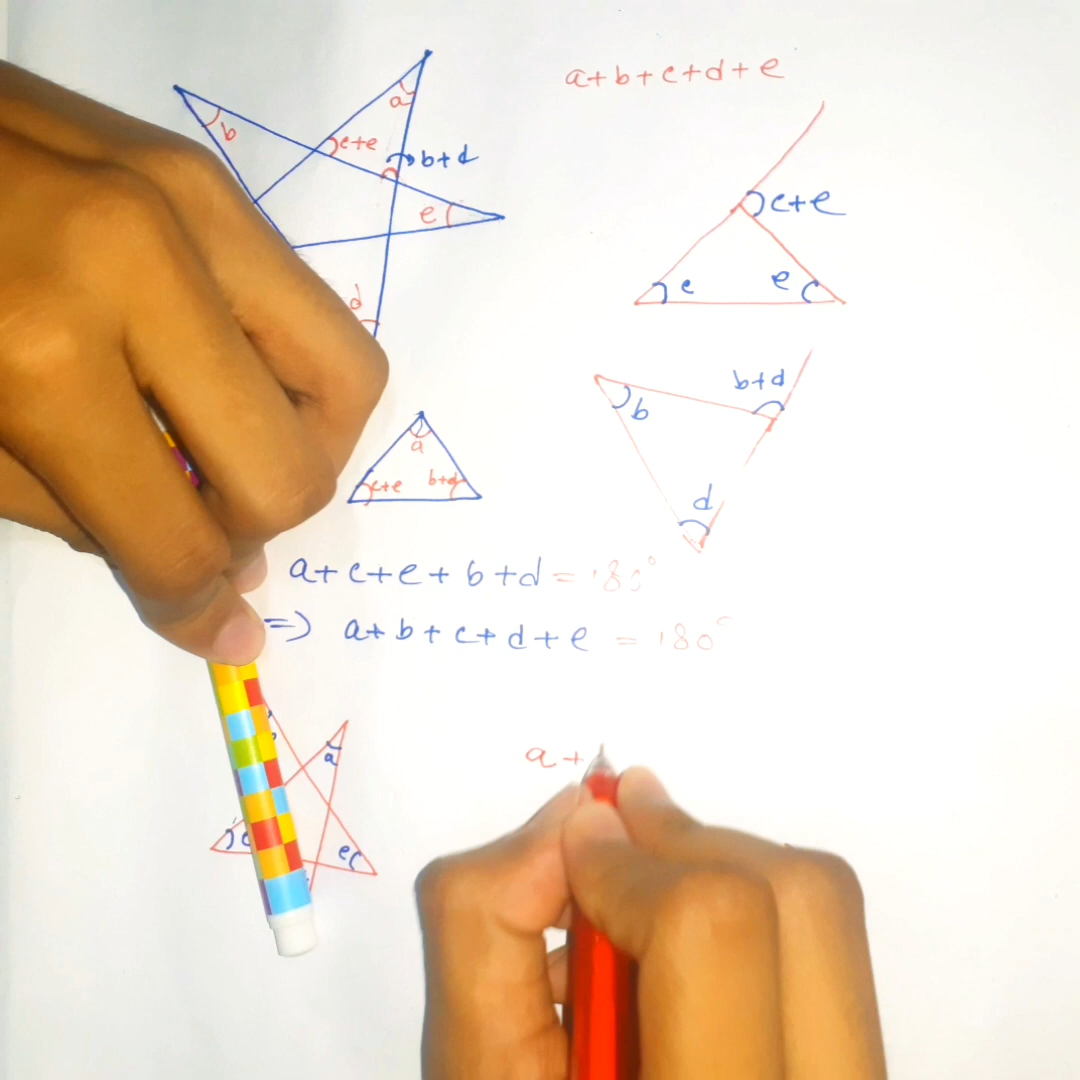 a+b+c+d+e
a
b
c+e
b+d
e
d
c+e
e
e
b+d
b
d
a
c+e
b+d
a+c+e+b+d = 180°
=> a+b+c+d+e = 180°
a
c
e
a+